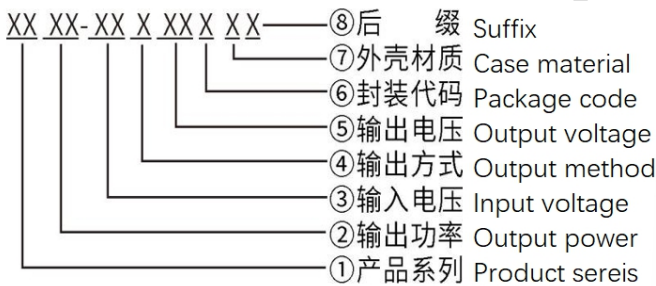 XX XX-XX X XX X X X ⑧后 缀 Suffix
⑦外壳材质 Case material
⑥封装代码 Package code
⑤输出电压 Output voltage
④输出方式 Output method
③输入电压 Input voltage
②输出功率 Output power
①产品系列 Product sereis